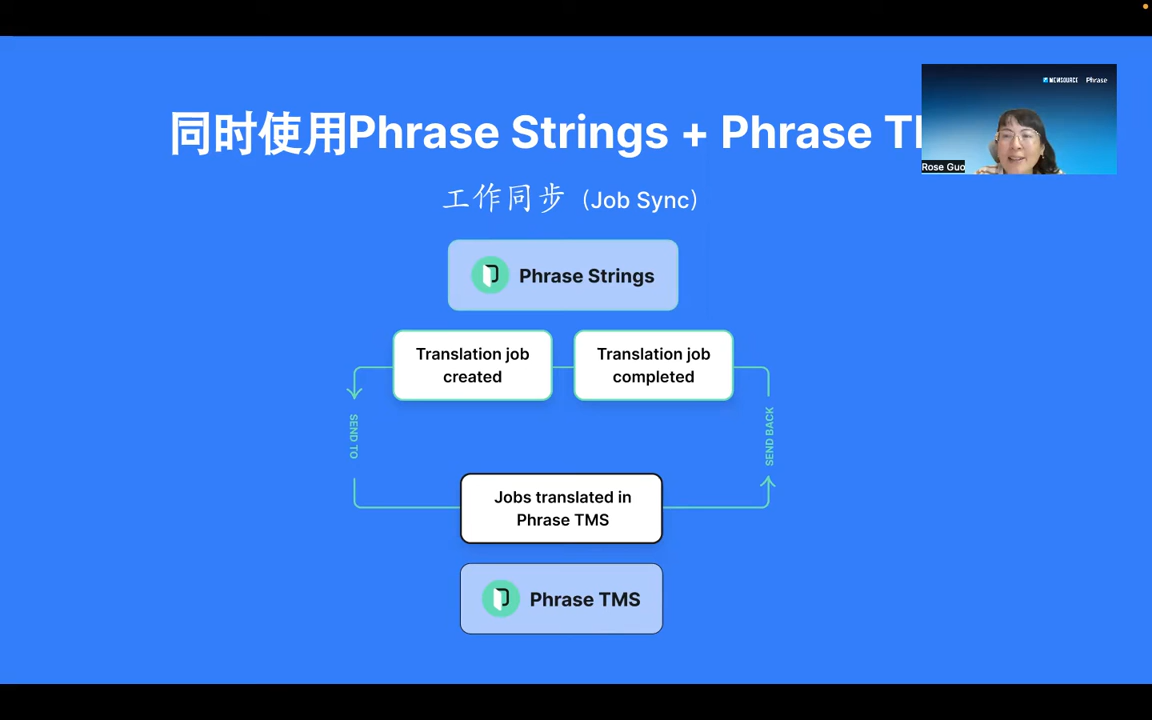 同时使用Phrase Strings + Phrase
NEWSOURCE Phrase
Rose Guo
工作同步（Job Sync）
Phrase Strings
Translation job
created
Translation job
completed
SEND TO
SEND BACK
Jobs translated in
Phrase TMS
Phrase TMS